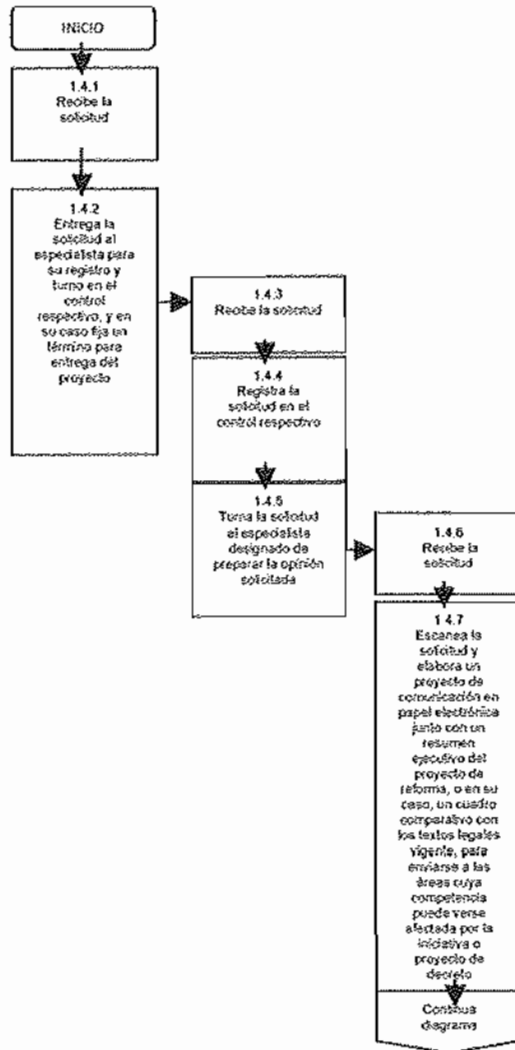 INICIO
1.4.1
Recibe la
solicitud
1.4.2
Entrega la
solicitud al
especialista para
su registro y
turno en el
control
respectivo, y en
su caso fija un
término para
entrega del
proyecto
1.4.3
Recibe la solicitud
1.4.4
Registra la
solicitud en el
control respectivo
1.4.5
Turna la solicitud
al especialista
designado de
preparar la opinión
solicitada
1.4.6
Recibe la
solicitud
1.4.7
Escanea la
solicitud y
elabora un
proyecto de
comunicación en
papel electrónica
junto con un
resumen
ejecutivo del
proyecto de
reforma, o en su
caso, un cuadro
comparativo con
los textos legales
vigente, para
enviarse a las
áreas cuya
competencia
puede verse
afectada por la
iniciativa o
proyecto de
decreto
Continua
diagrama